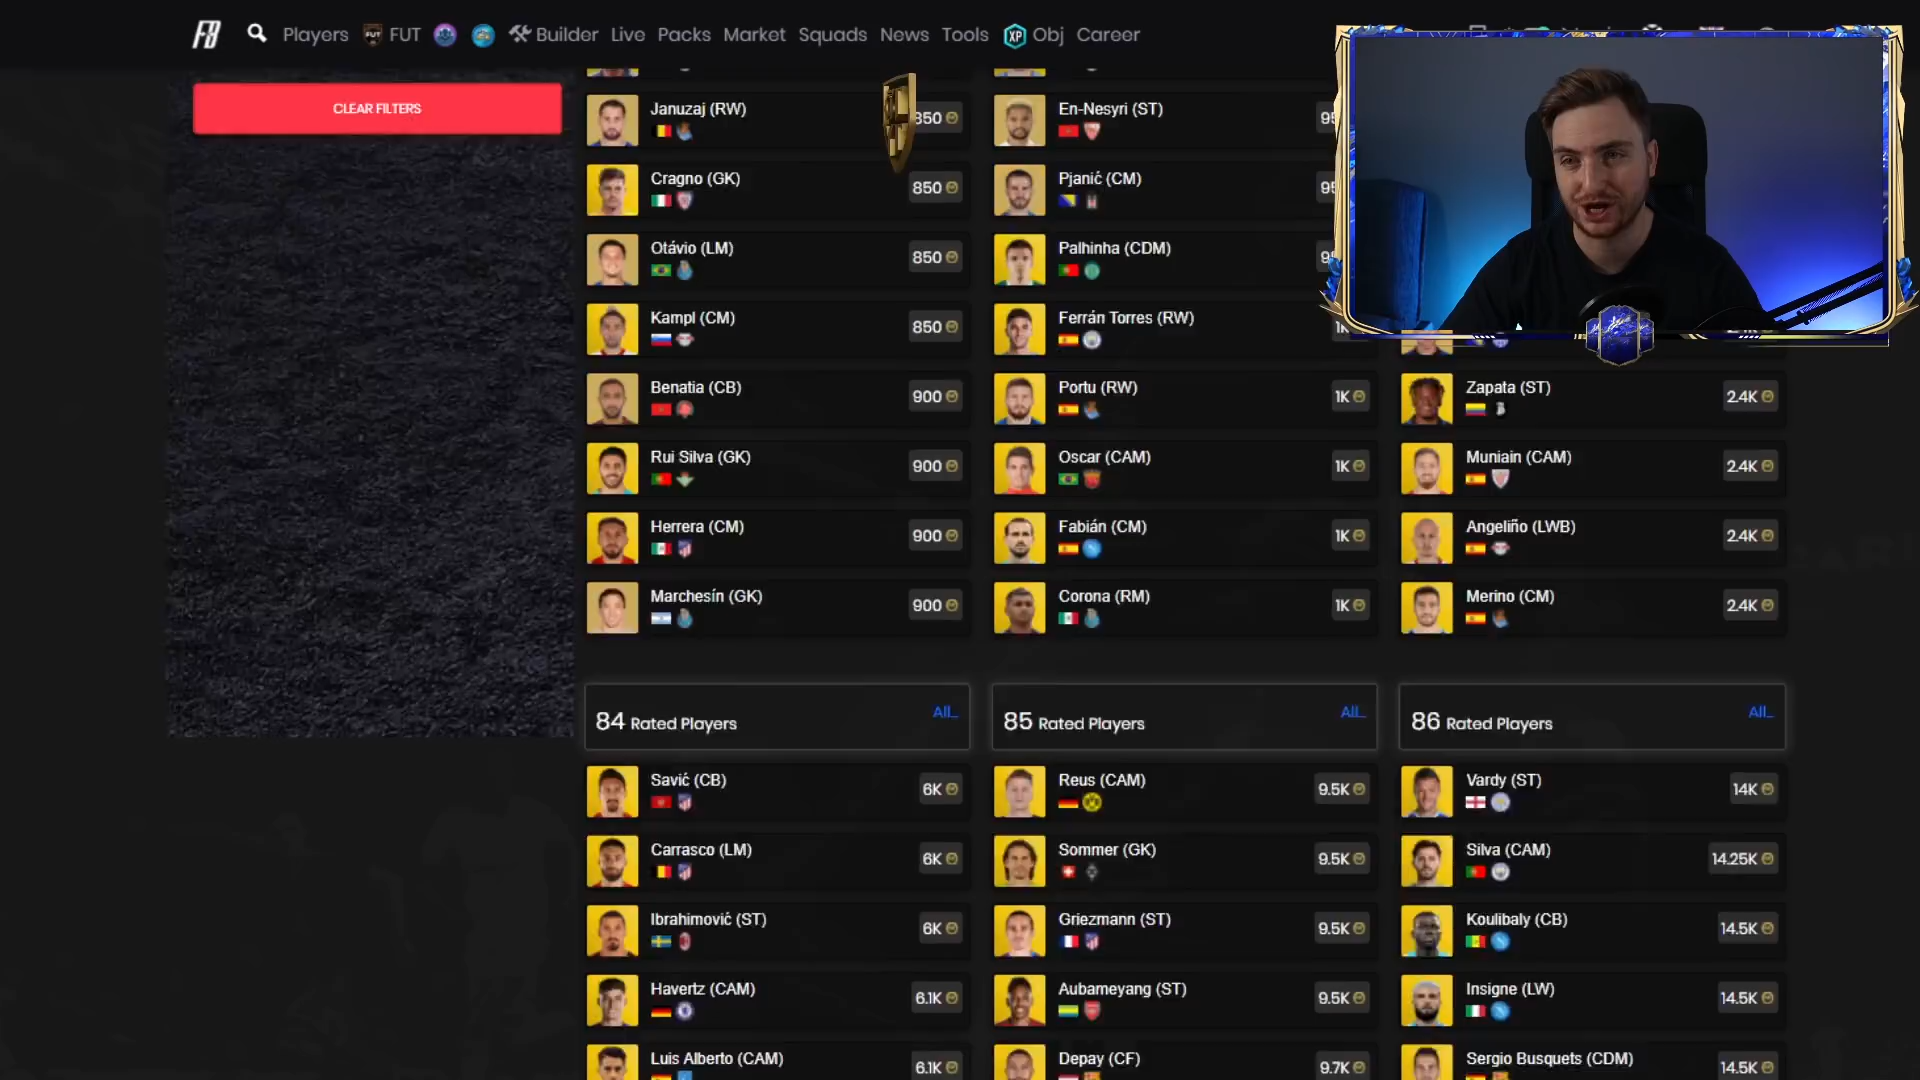 F8 Players FUT Builder Live Packs Market Squads News Tools XP Obj Career
CLEAR FILTERS
Januzaj (RW)
850
Cragno (GK)
850
Otávio (LM)
850
Kampl (CM)
850
Benatia (CB)
900
Rui Silva (GK)
900
Herrera (CM)
900
Marchesín (GK)
900
En-Nesyri (ST)
Pjanić (CM)
Palhinha (CDM)
Ferrán Torres (RW)
Portu (RW)
1K
Oscar (CAM)
1K
Fabián (CM)
1K
Corona (RM)
1K
Zapata (ST)
2.4K
Muniain (CAM)
2.4K
Angeliño (LWB)
2.4K
Merino (CM)
2.4K
84 Rated Players
All_
Savić (CB)
6K
Carrasco (LM)
6K
Ibrahimović (ST)
6K
Havertz (CAM)
6.1K
Luis Alberto (CAM)
6.1K
85 Rated Players
All_
Reus (CAM)
9.5K
Sommer (GK)
9.5K
Griezmann (ST)
9.5K
Aubameyang (ST)
9.5K
Depay (CF)
9.7K
86 Rated Players
All_
Vardy (ST)
14K
Silva (CAM)
14.25K
Koulibaly (CB)
14.5K
Insigne (LW)
14.5K
Sergio Busquets (CDM)
14.5K